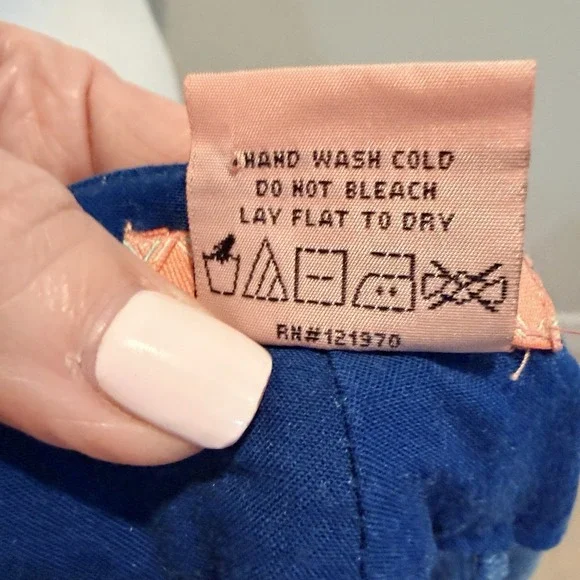 HAND WASH COLD
DO NOT BLEACH
LAY FLAT TO DRY
RN#121970